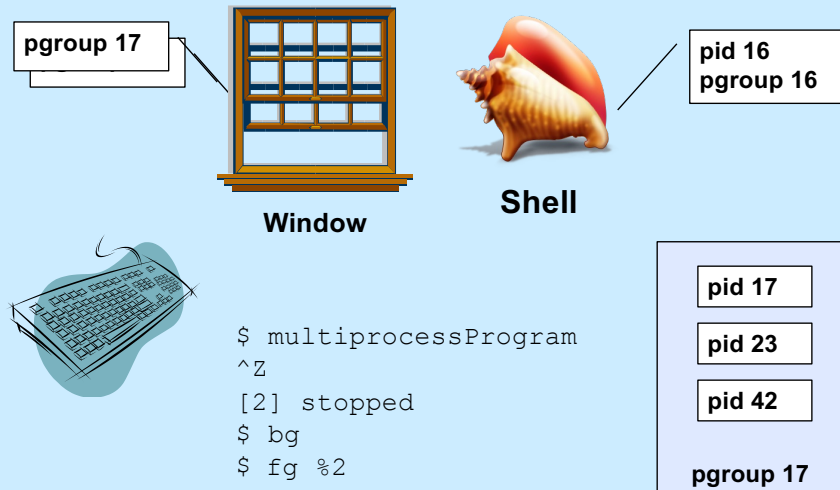 pgroup 17
pid 16
pgroup 16
Window
Shell
$ multiprocessProgram
^Z
[2] stopped
$ bg
$ fg %2
pid 17
pid 23
pid 42
pgroup 17